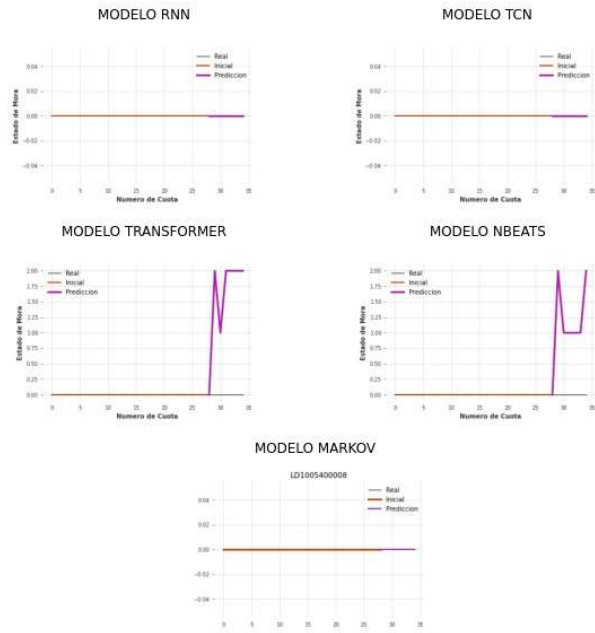 MODELO RNN
MODELO TCN
Real
Inicial
Prediccion
Estado de Mora
0.04
0.02
0.00
−0.02
−0.04
0 5 10 15 20 25 30 35
Numero de Cuota
Real
Inicial
Prediccion
Estado de Mora
0.04
0.02
0.00
−0.02
−0.04
0 5 10 15 20 25 30 35
Numero de Cuota
MODELO TRANSFORMER
MODELO NBEATS
Real
Inicial
Prediccion
Estado de Mora
2.00
1.75
1.50
1.25
1.00
0.75
0.50
0.25
0.00
0 5 10 15 20 25 30 35
Numero de Cuota
Real
Inicial
Prediccion
Estado de Mora
2.00
1.75
1.50
1.25
1.00
0.75
0.50
0.25
0.00
0 5 10 15 20 25 30 35
Numero de Cuota
MODELO MARKOV
LD1005400008
Real
Inicial
Prediccion
0.04
0.02
0.00
−0.02
−0.04
0 5 10 15 20 25 30 35